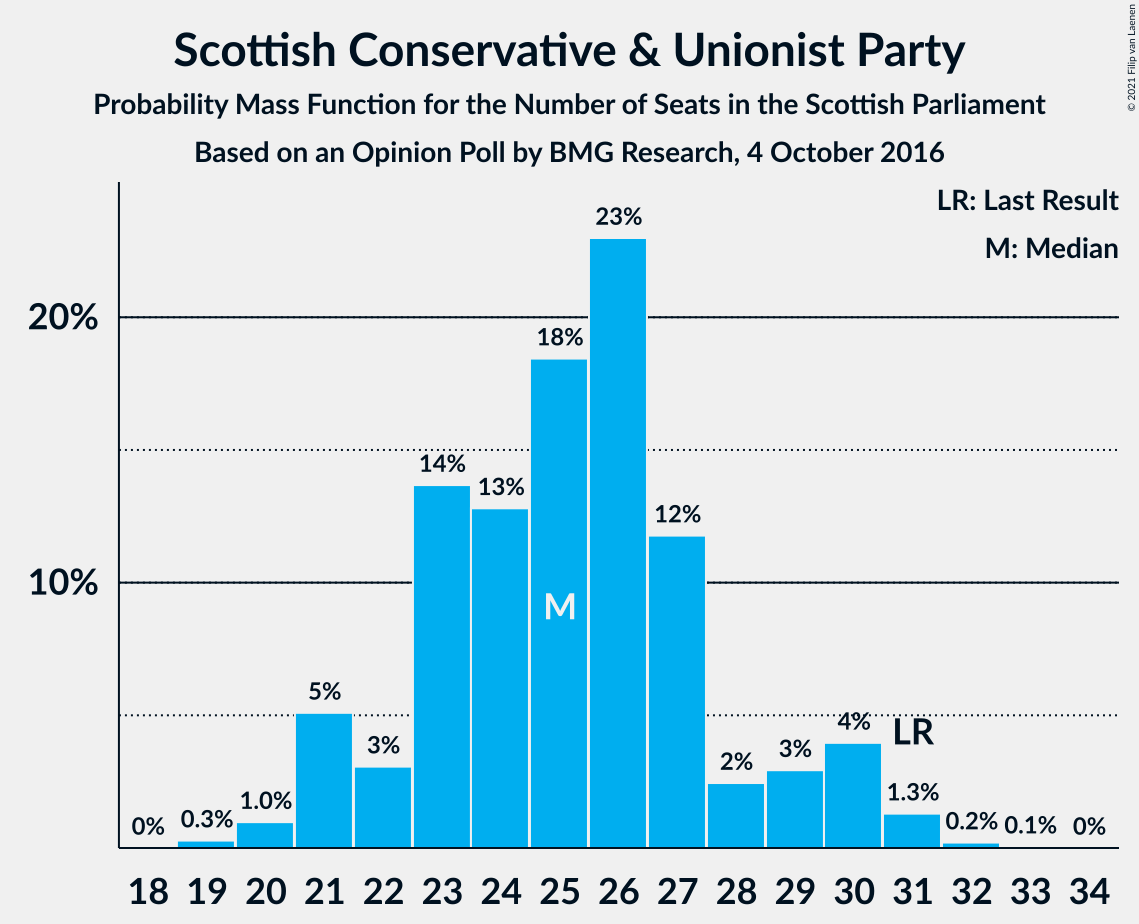 Scottish Conservative & Unionist Party
Probability Mass Function for the Number of Seats in the Scottish Parliament
Based on an Opinion Poll by BMG Research, 4 October 2016
© 2021 Filip van Laenen
LR: Last Result
M: Median
20%
10%
0%
0.3%
1.0%
5%
3%
14%
13%
18%
23%
12%
2%
3%
4%
1.3%
0.2%
0.1%
0%
M
LR
18 19 20 21 22 23 24 25 26 27 28 29 30 31 32 33 34